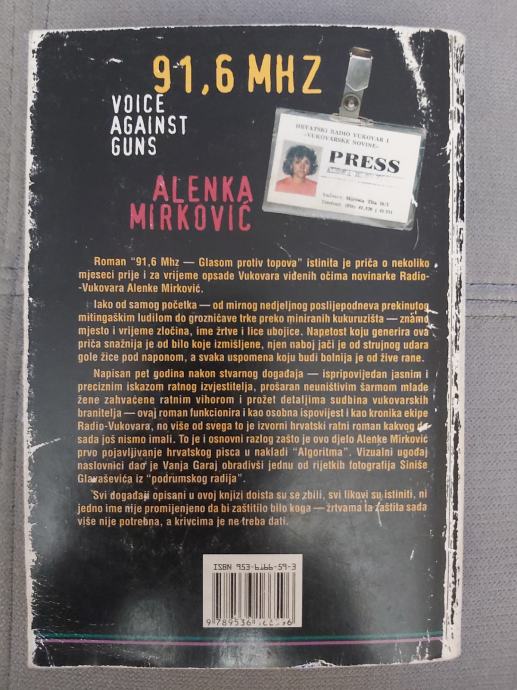 91,6 MHZ
VOICE
AGAINST
GUNS
ALENKA
MIRKOVIĆ
HRVATSKI RADIO VUKOVAR I
«VUKOVARSKE NOVINE»
PRESS
Roman "91,6 Mhz — Glasom protiv topova" istinita je priča o nekoliko
mjeseci prije i za vrijeme opsade Vukovara viđenih očima novinarke Radio-
-Vukovara Alenke Mirković.
Iako od samog početka — od mirnog nedjeljnog poslijepodneva prekinutog
mitingaškim ludilom do grozničave trke preko miniranih kukuruzišta — znamo
mjesto i vrijeme zločina, ime žrtve i lice ubojice. Napetost koju generira ova
priča snažnija je od bilo koje izmišljene, njen naboj jači je od strujnog udara
gole žice pod naponom, a svaka uspomena koju budi bolnija je od žive rane.
Napisan pet godina nakon stvarnog događaja — ispripovijedan jasnim i
preciznim iskazom ratnog izvjestitelja, prošaran neuništivim šarmom mlade
žene zahvaćene ratnim vihorom i prožet detaljima sudbina vukovarskih
branitelja — ovaj roman funkcionira i kao osobna ispovijest i kao kronika ekipe
Radio-Vukovara, no više od svega to je izvorni hrvatski ratni roman kakvog do
sada još nismo imali. To je i osnovni razlog zašto je ovo djelo Alenke Mirković
prvo pojavljivanje hrvatskog pisca u nakladi "Algoritma". Vizualni ugođaj
naslovnici dao je Vanja Garaj obradivši jednu od rijetkih fotografija Siniše
Glavaševića iz "podrumskog radija".
Svi događaji opisani u ovoj knjizi doista su se zbili, svi likovi su istiniti, ni
jedno ime nije promijenjeno da bi zaštitilo bilo koga — žrtvama ta zaštita sada
više nije potrebna, a krivcima je ne treba dati.
ISBN 953-6166-59-3